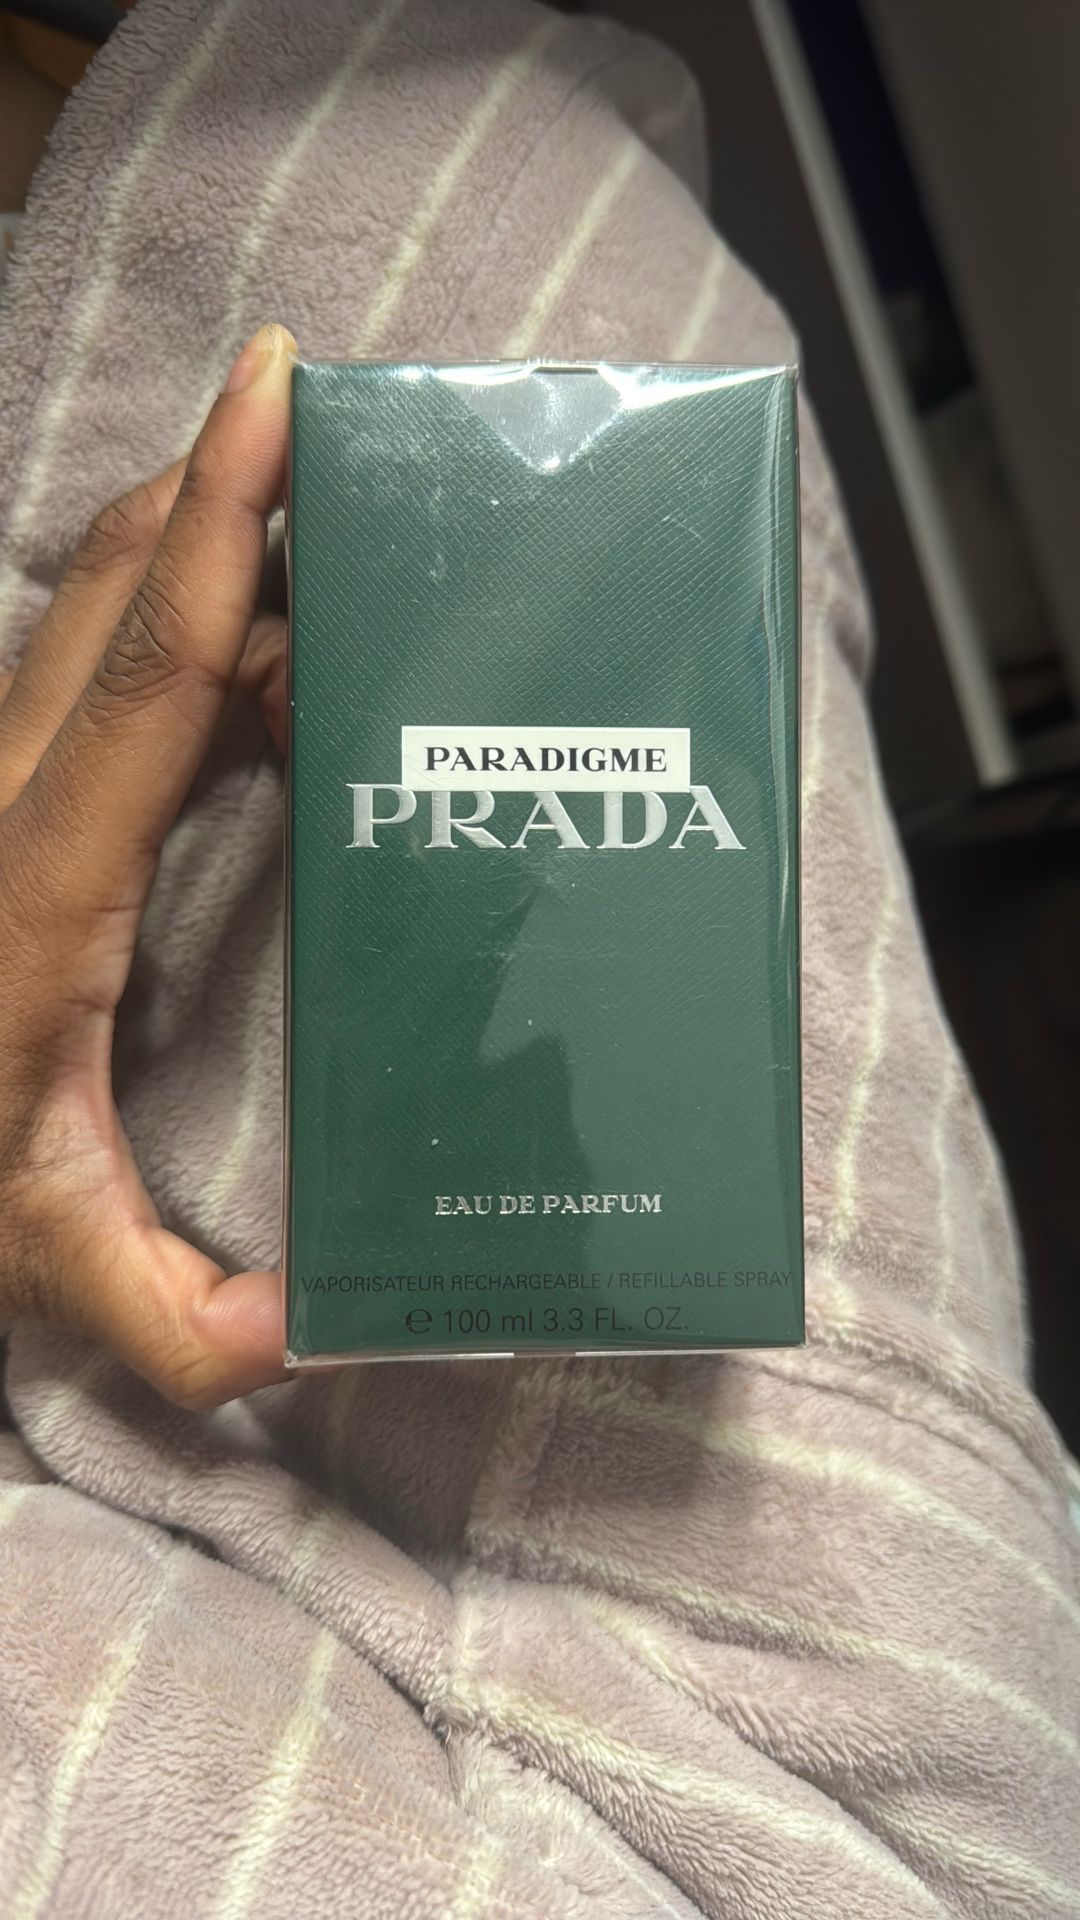 PARADIGME
PRADA
EAU DE PARFUM
VAPORISATEUR RECHARGEABLE / REFILLABLE SPRAY
℮ 100 ml 3.3 FL. OZ.